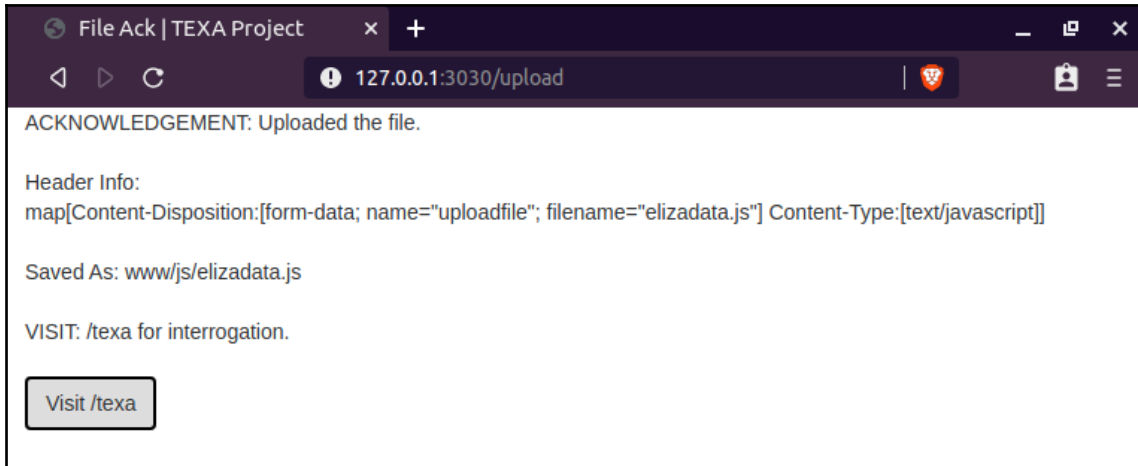 File Ack | TEXA Project
127.0.0.1:3030/upload
ACKNOWLEDGEMENT: Uploaded the file.
Header Info:
map[Content-Disposition:[form-data; name="uploadfile"; filename="elizadata.js"] Content-Type:[text/javascript]]
Saved As: www/js/elizadata.js
VISIT: /texa for interrogation.
Visit /texa